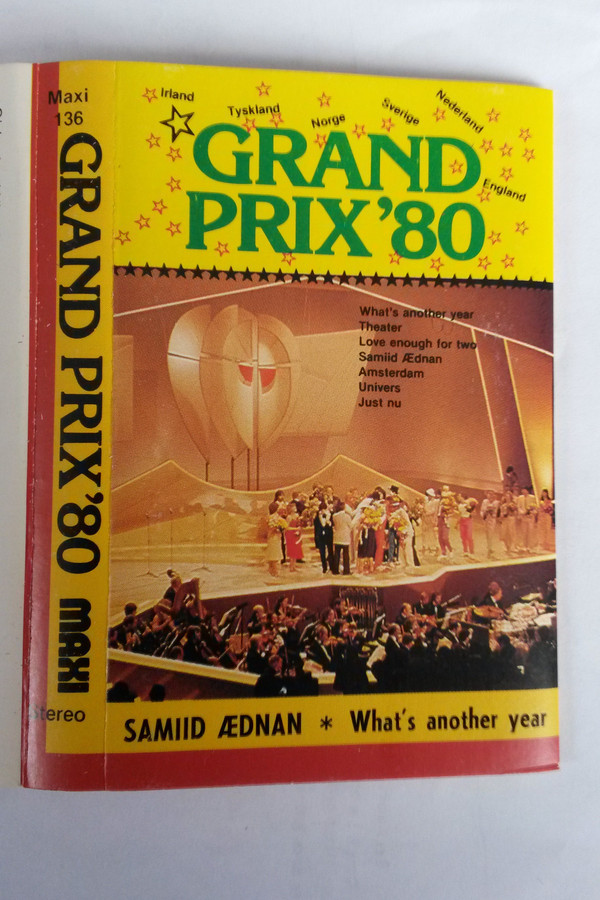 Maxi
136
GRAND PRIX '80 MAXI
Stereo
Irland
Tyskland
Norge
Sverige
Nederland
England
GRAND
PRIX '80
What's another year
Theater
Love enough for two
Samiid Ædnan
Amsterdam
Univers
Just nu
SAMIID ÆDNAN * What's another year